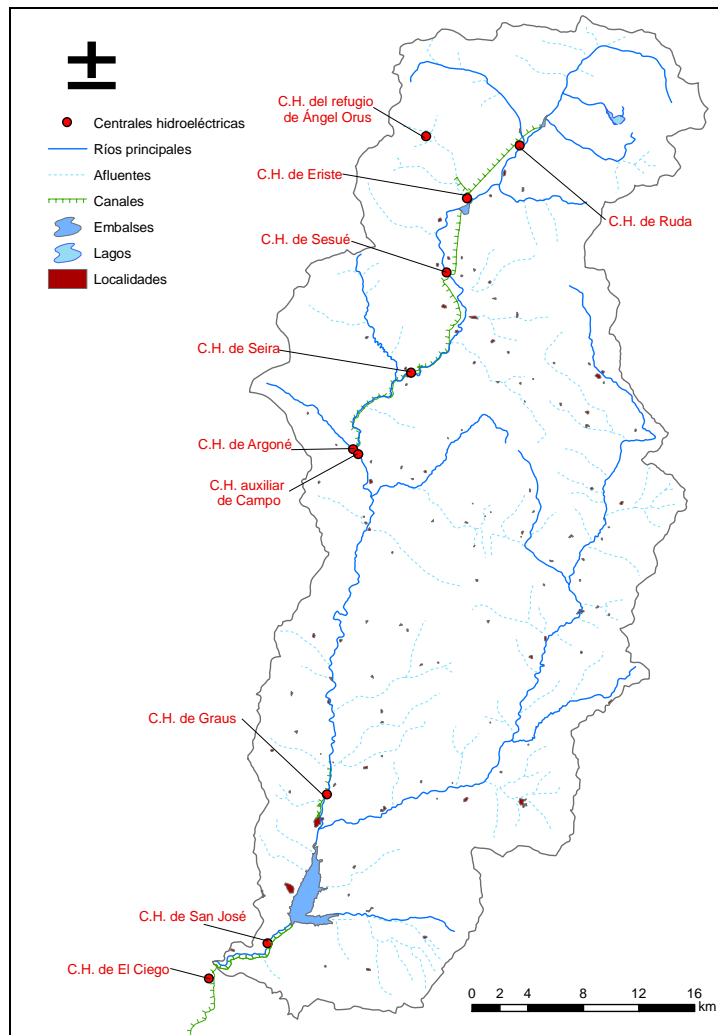 C.H. del refugio
de Ángel Orus
Centrales hidroeléctricas
Ríos principales
Afluentes
Canales
Embalses
Lagos
Localidades
C.H. de Eriste
C.H. de Ruda
C.H. de Sesué
C.H. de Seira
C.H. de Argoné
C.H. auxiliar
de Campo
C.H. de Graus
C.H. de San José
C.H. de El Ciego
0 2 4 8 12 16
km